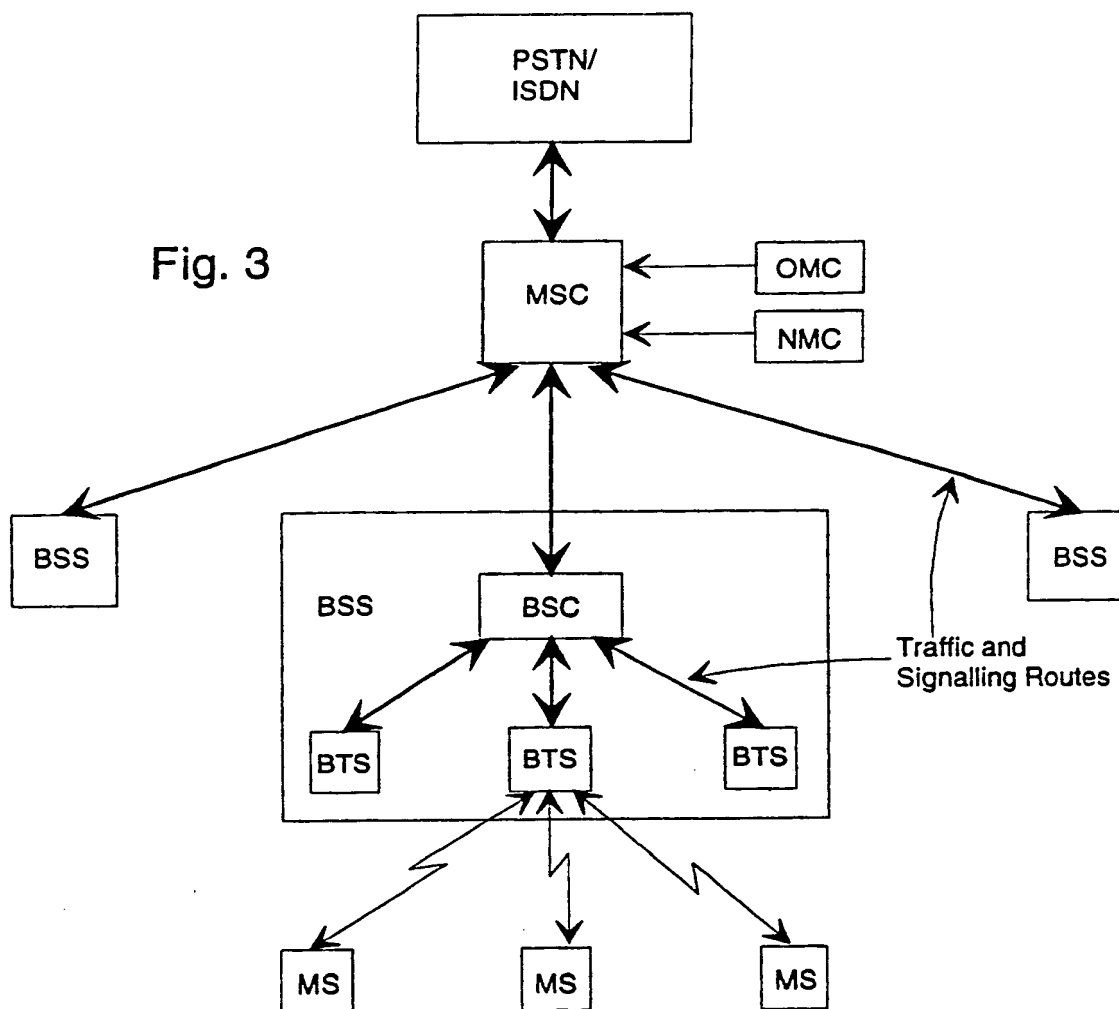 PSTN/
ISDN
Fig. 3
MSC
OMC
NMC
BSS
BSS
BSC
BSS
Traffic and
Signalling Routes
BTS
BTS
BTS
MS
MS
MS